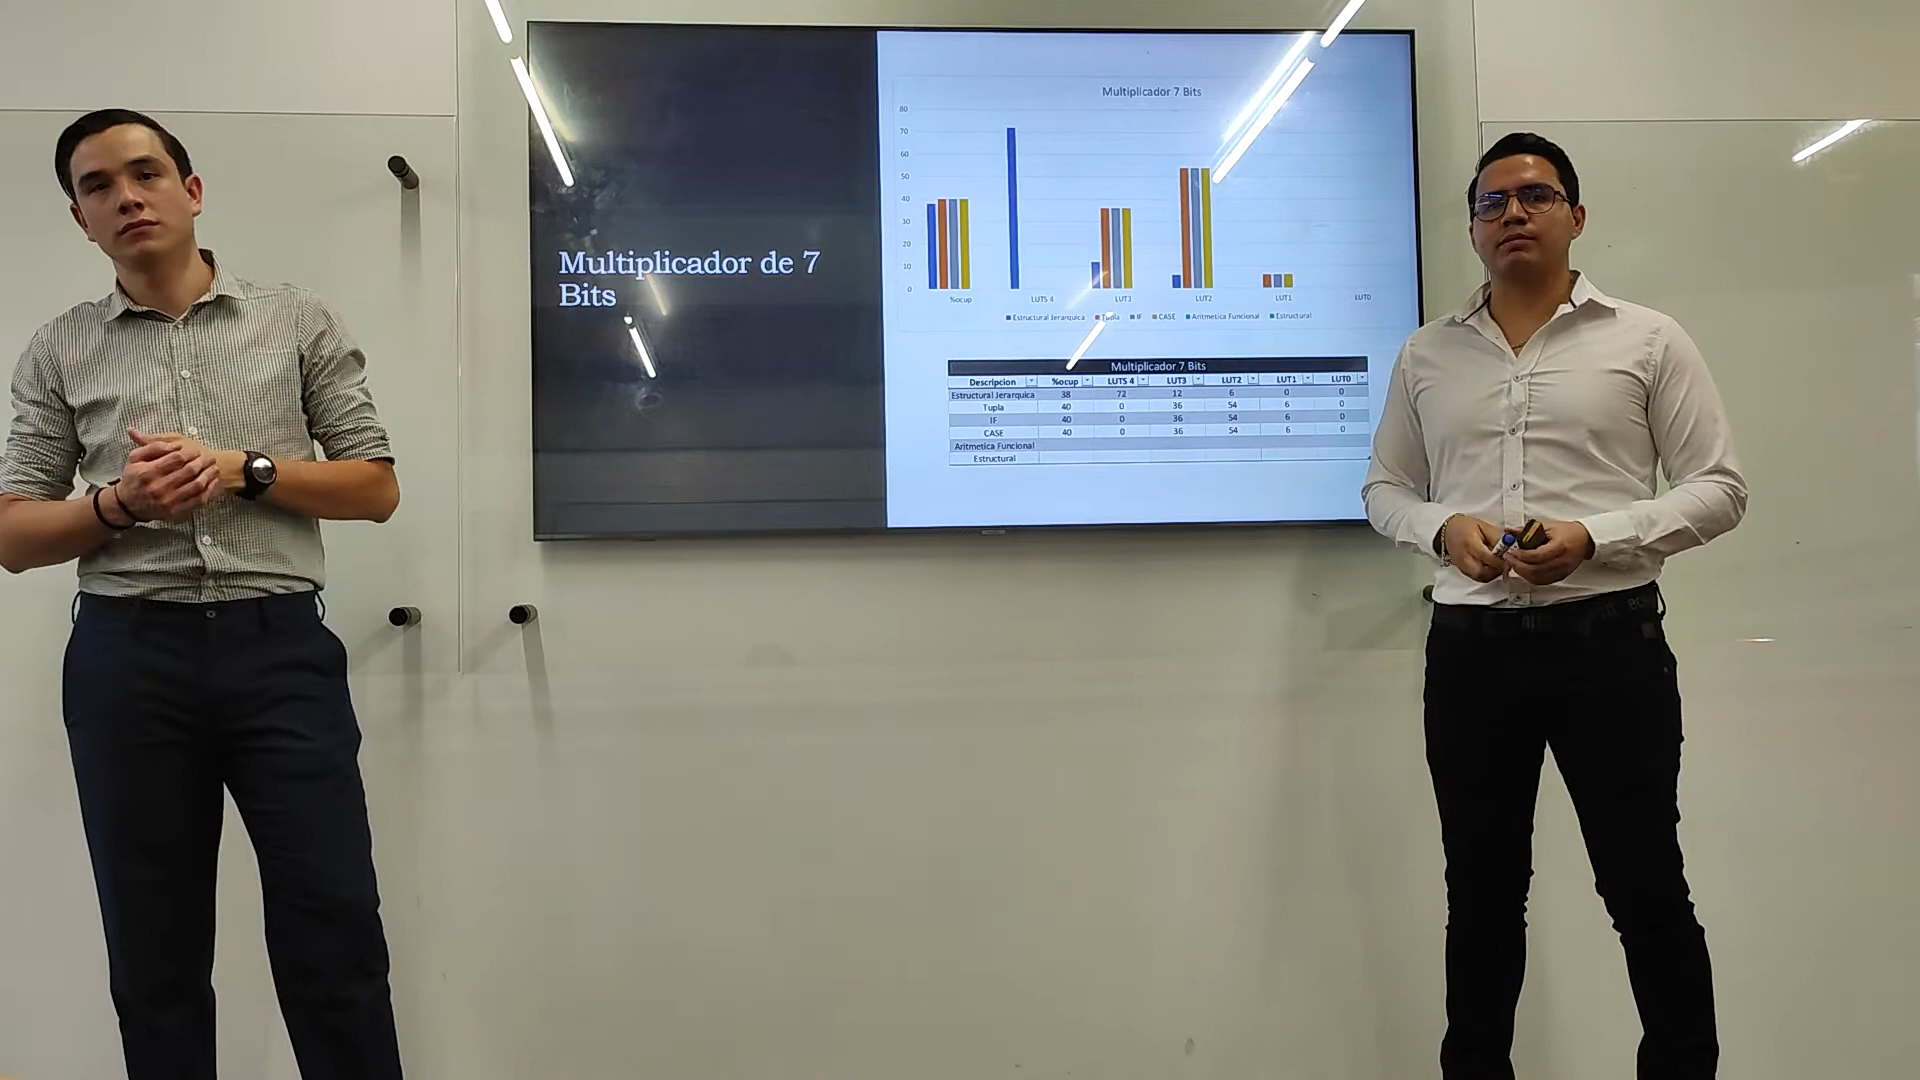 Multiplicador de 7
Bits
Multiplicador 7 Bits
80
70
60
50
40
30
20
10
0
%ocup LUTS 4 LUT3 LUT2 LUT1 LUT0
Estructural Jerarquica Tupla IF CASE Aritmetica Funcional Estructural
Multiplicador 7 Bits
Descripcion %ocup LUTS 4 LUT3 LUT2 LUT1 LUT0
Estructural Jerarquica 38 72 12 6 0 0
Tupla 40 0 36 54 6 0
IF 40 0 36 54 6 0
CASE 40 0 36 54 6 0
Aritmetica Funcional
Estructural